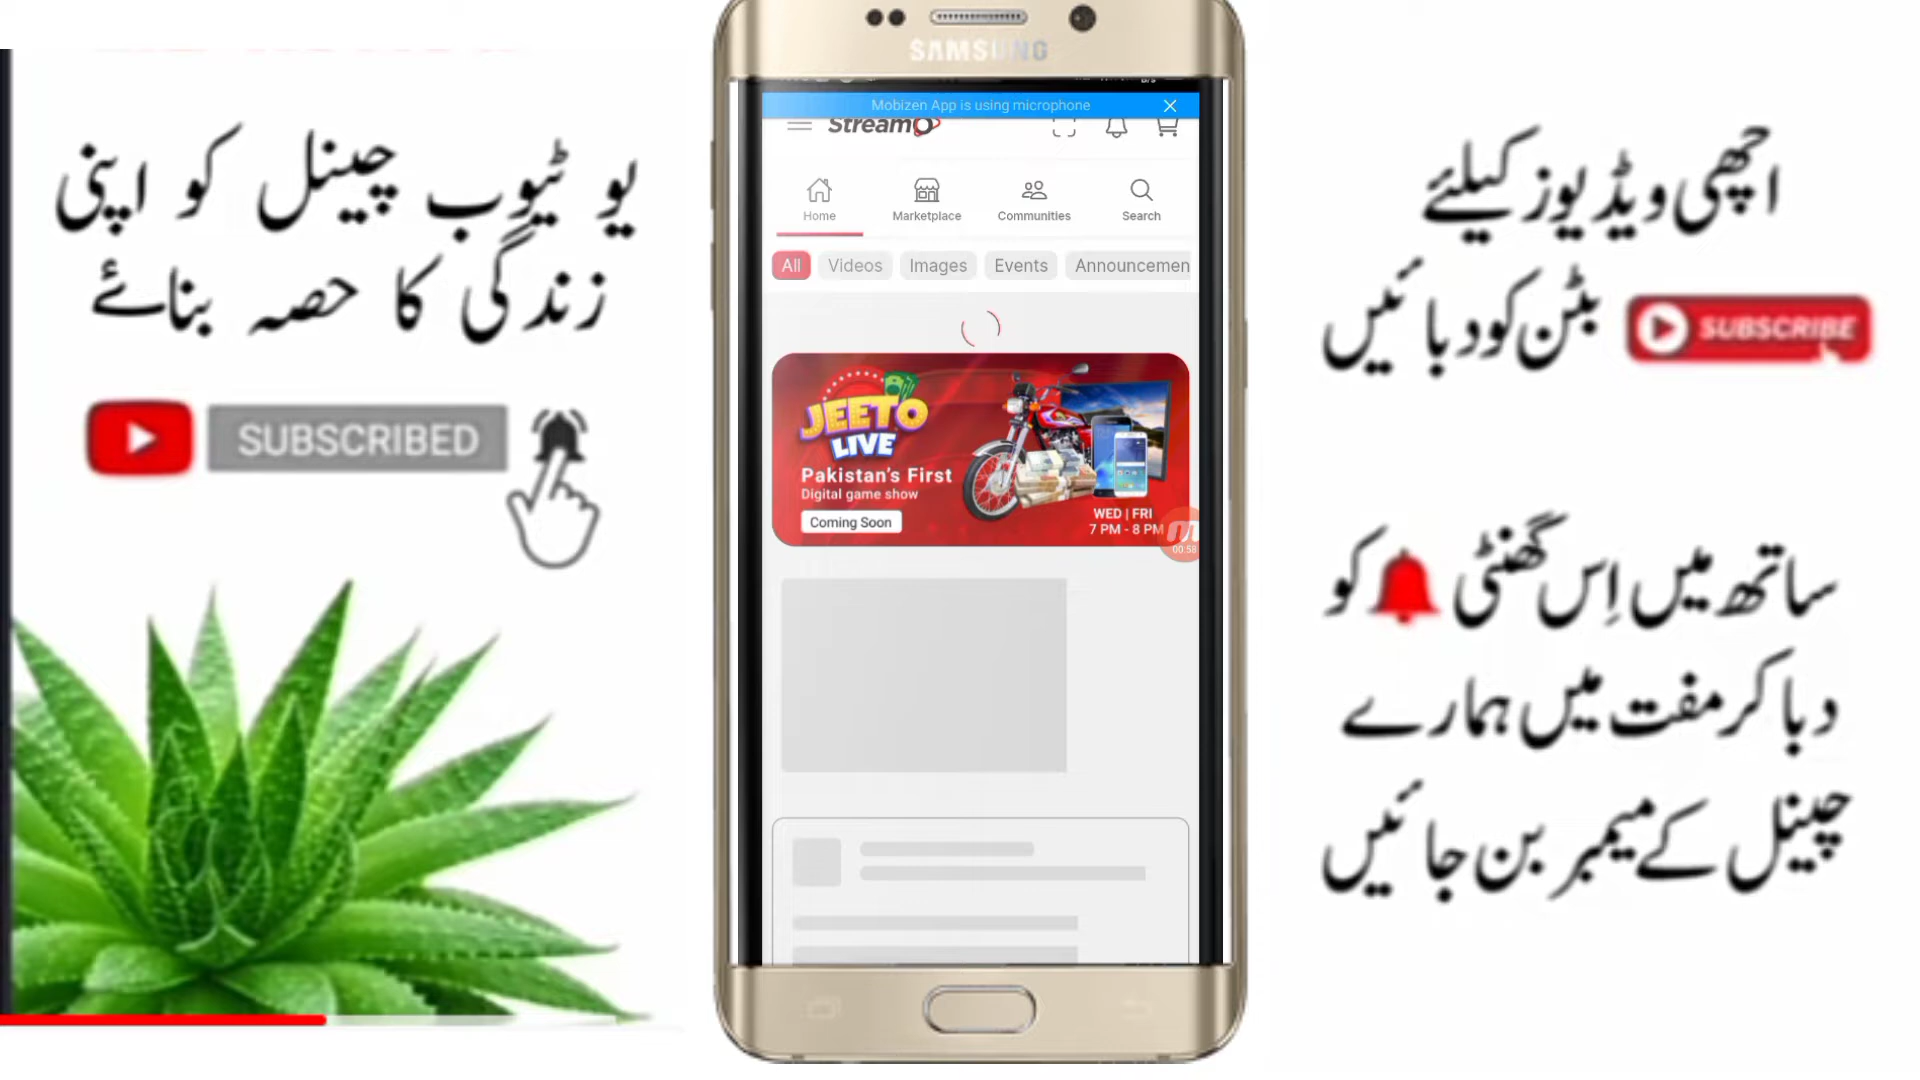 یو ٹیوب چینل کو اپنی
زندگی کا حصہ بنائے
SUBSCRIBED
SAMSUNG
Mobizen App is using microphone
Streamo
Home
Marketplace
Communities
Search
All
Videos
Images
Events
Announcemen
JEETO
LIVE
Pakistan's First
Digital game show
Coming Soon
WED | FRI
7 PM - 8 PM
00:58
اچھی ویڈیوز کیلئے
بٹن کو دبائیں
SUBSCRIBE
ساتھ میں اِس گھنٹی کو
دبا کر مفت میں ہمارے
چینل کے میمبر بن جائیں